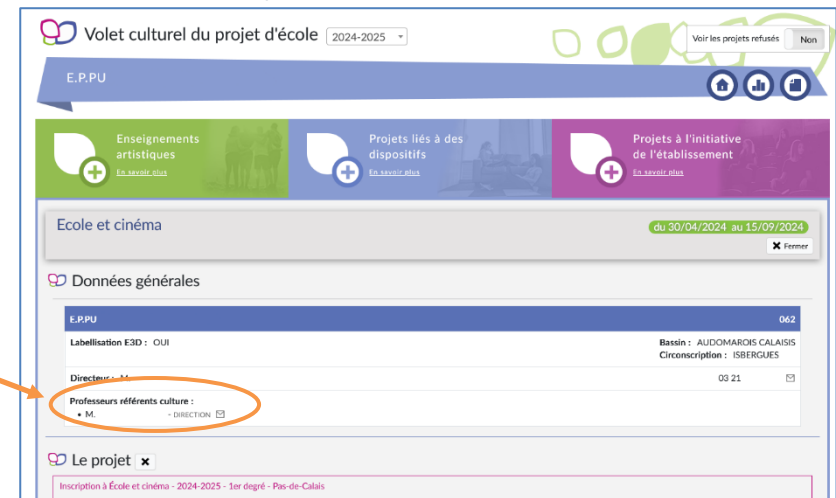 Volet culturel du projet d'école 2024-2025
Voir les projets refusés Non
E.P.PU
Enseignements
artistiques
En savoir plus
Projets liés à des
dispositifs
En savoir plus
Projets à l'initiative
de l'établissement
En savoir plus
Ecole et cinéma
du 30/04/2024 au 15/09/2024
Fermer
Données générales
E.P.PU 062
Labellisation E3D : OUI
Bassin : AUDOMAROIS CALAISIS
Circonscription : ISBERGUES
Directeur : M. 03 21
Professeurs référents culture :
• M. - DIRECTION
Le projet
Inscription à École et cinéma - 2024-2025 - 1er degré - Pas-de-Calais